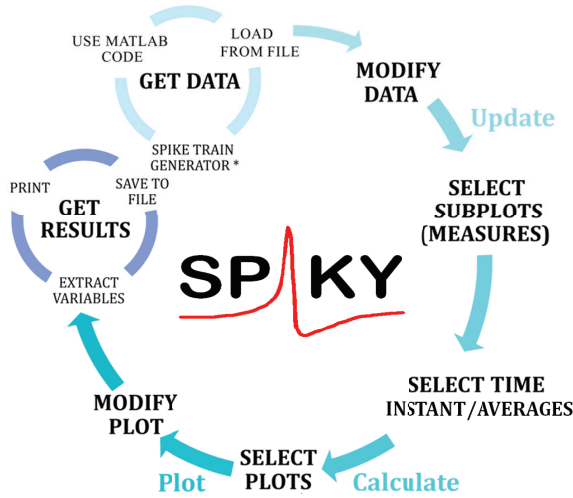 USE MATLAB
CODE
LOAD
FROM FILE
GET DATA
SPIKE TRAIN
GENERATOR *
MODIFY
DATA
Update
SELECT
SUBPLOTS
(MEASURES)
SELECT TIME
INSTANT/AVERAGES
Calculate
SELECT
PLOTS
Plot
MODIFY
PLOT
EXTRACT
VARIABLES
PRINT
SAVE TO
FILE
GET
RESULTS
SPIKY